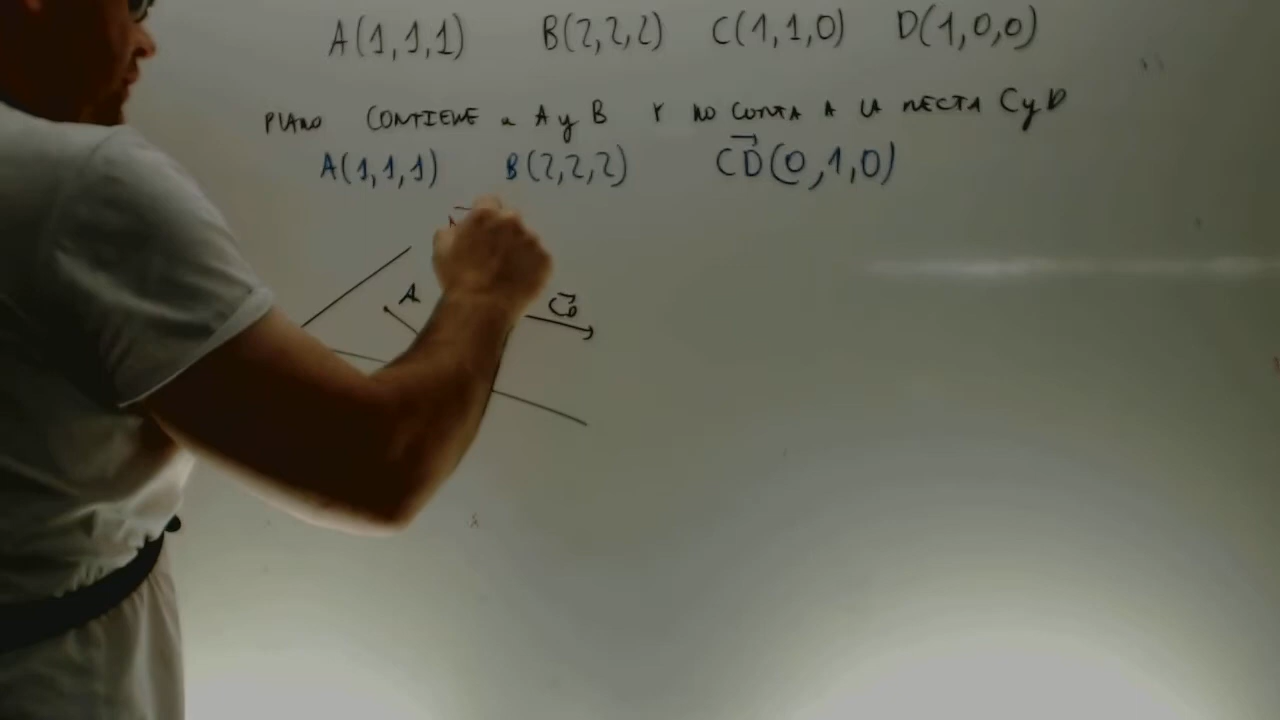 A(1,1,1) B(2,2,2) C(1,1,0) D(1,0,0)
PLANO CONTIENE a A y B Y NO CORTA A LA RECTA C y D
A(1,1,1) B(2,2,2) CD(0,1,0)
A
CD